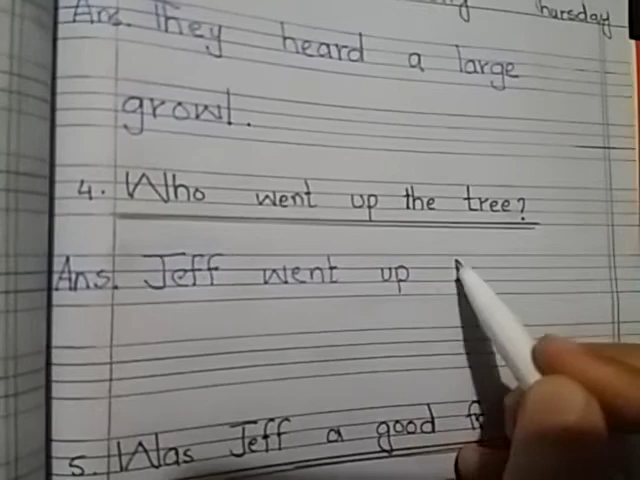 Thursday
Ans. They heard a large
growl.
4. Who went up the tree?
Ans. Jeff went up
5. Was Jeff a good